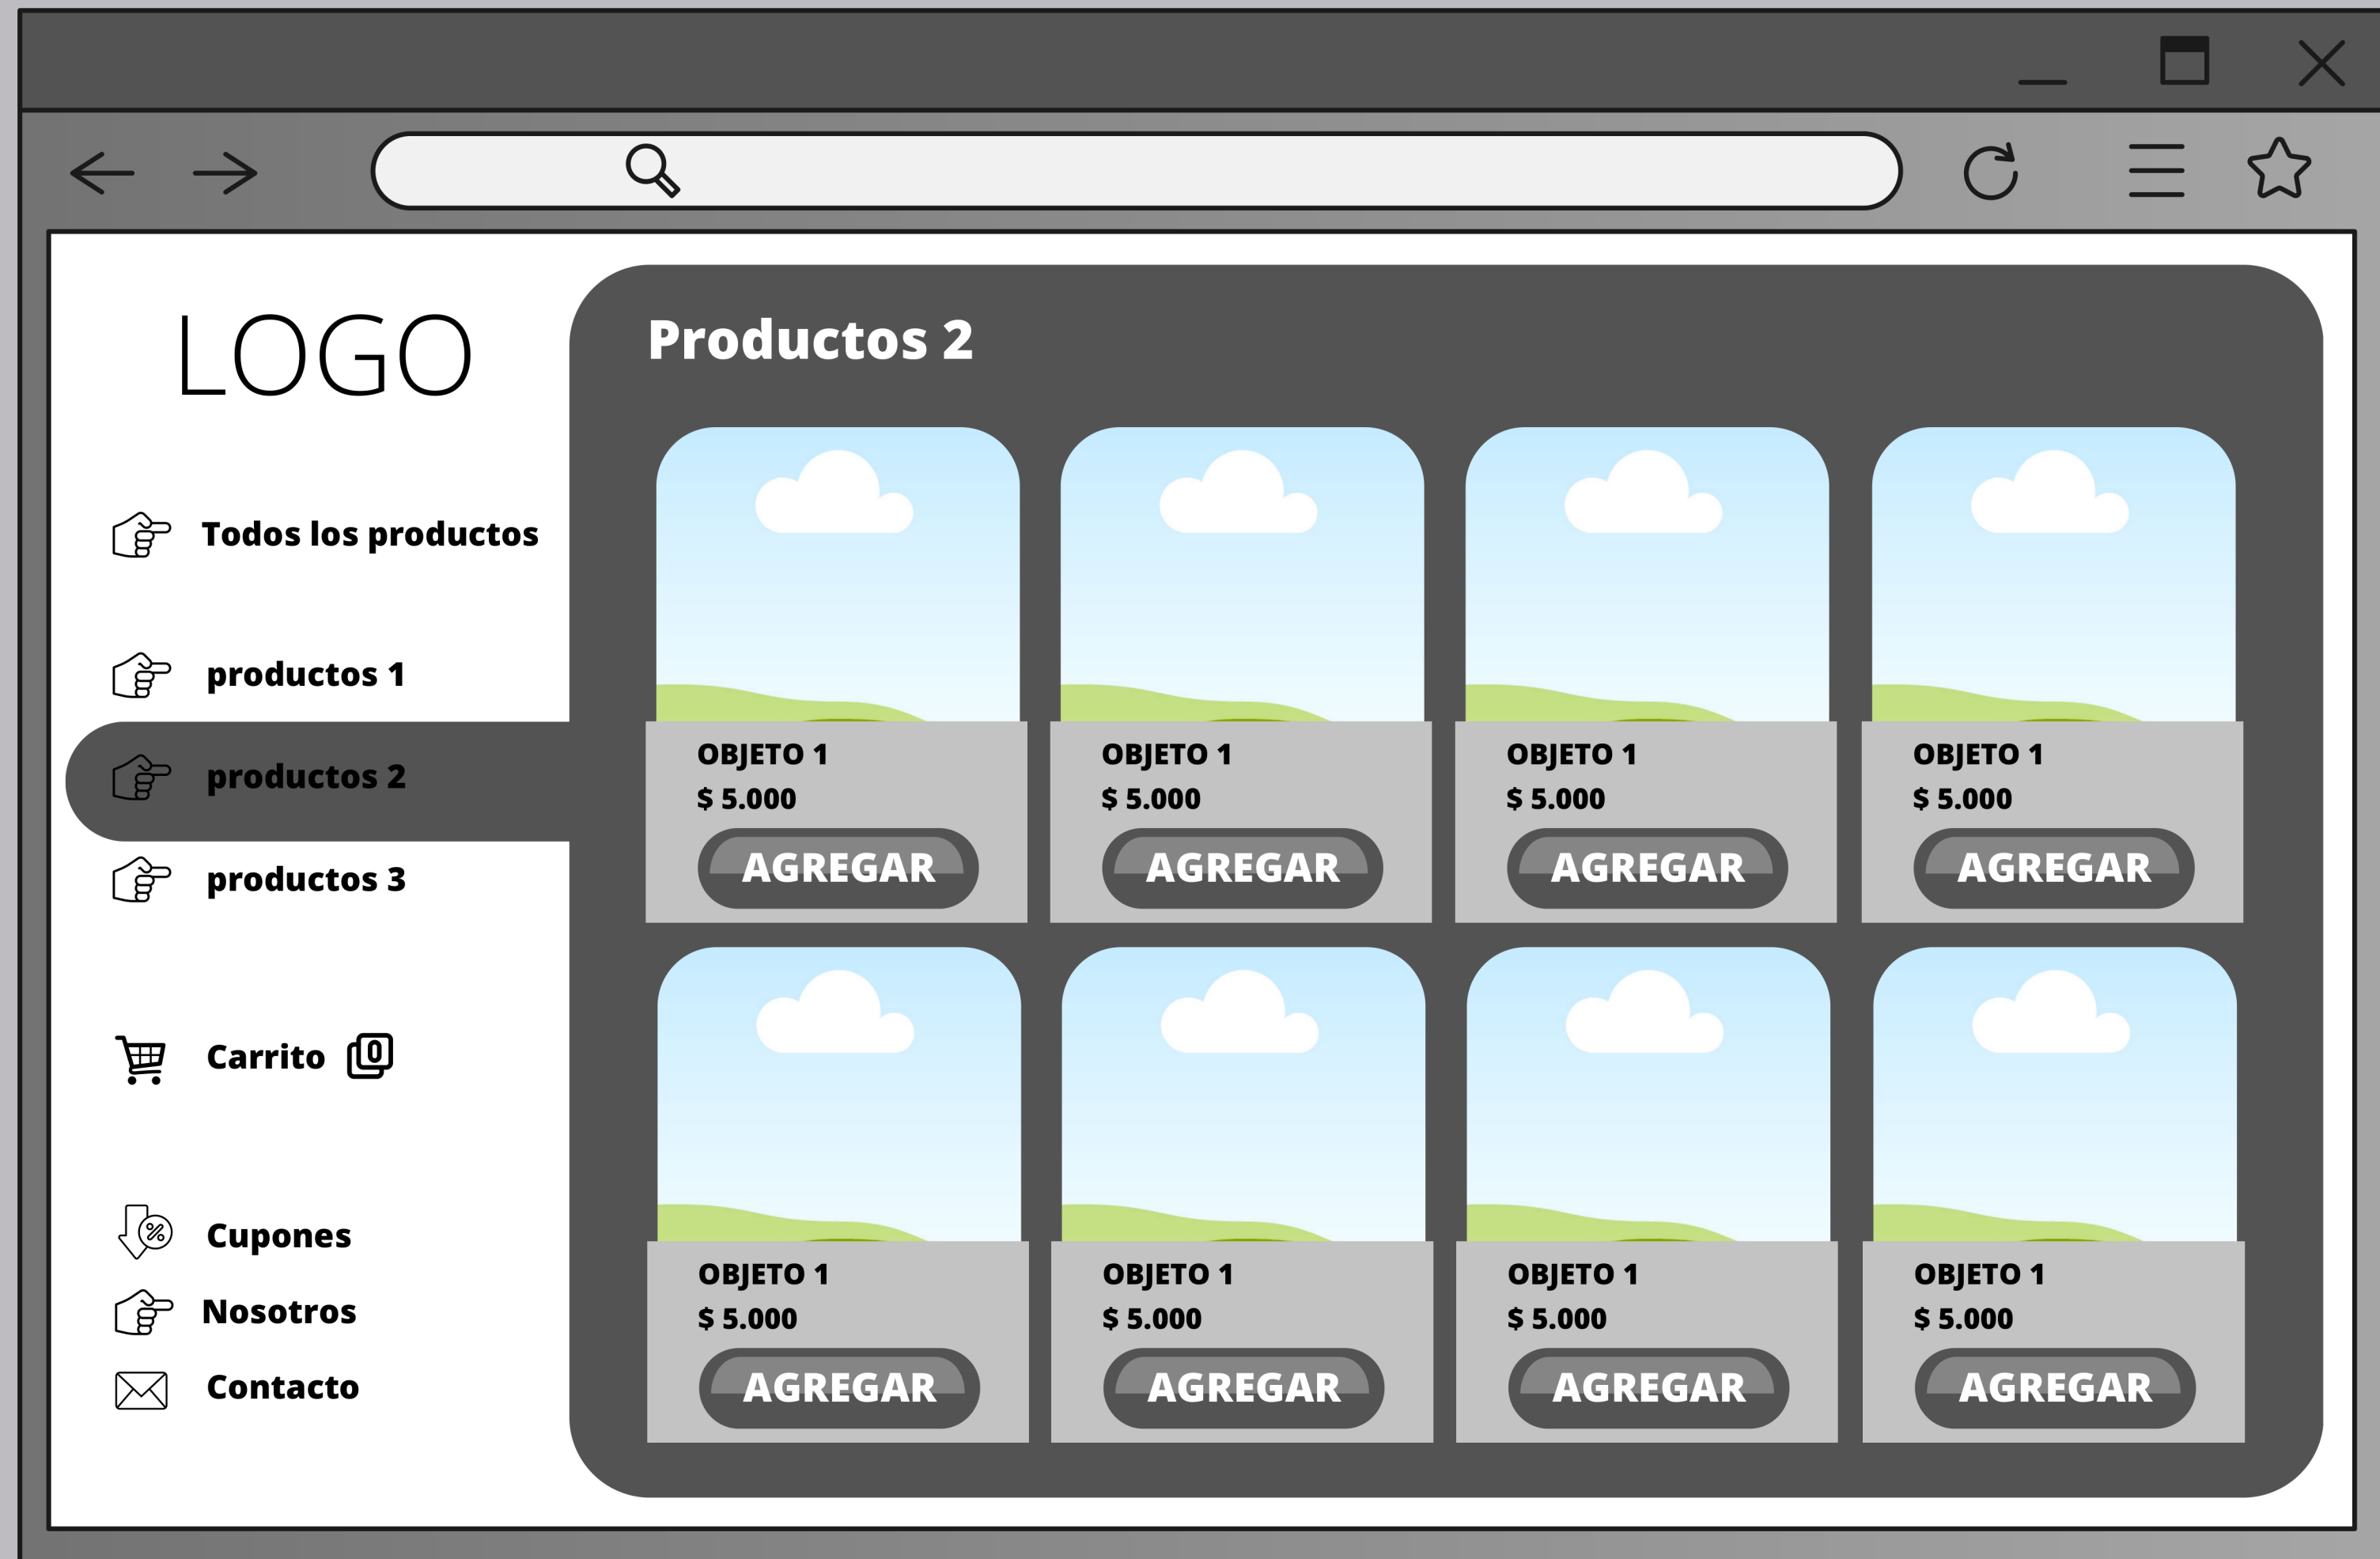 LOGO
Todos los productos
productos 1
productos 2
productos 3
Carrito 0
Cupones
Nosotros
Contacto
Productos 2
OBJETO 1
$ 5.000
AGREGAR
OBJETO 1
$ 5.000
AGREGAR
OBJETO 1
$ 5.000
AGREGAR
OBJETO 1
$ 5.000
AGREGAR
OBJETO 1
$ 5.000
AGREGAR
OBJETO 1
$ 5.000
AGREGAR
OBJETO 1
$ 5.000
AGREGAR
OBJETO 1
$ 5.000
AGREGAR